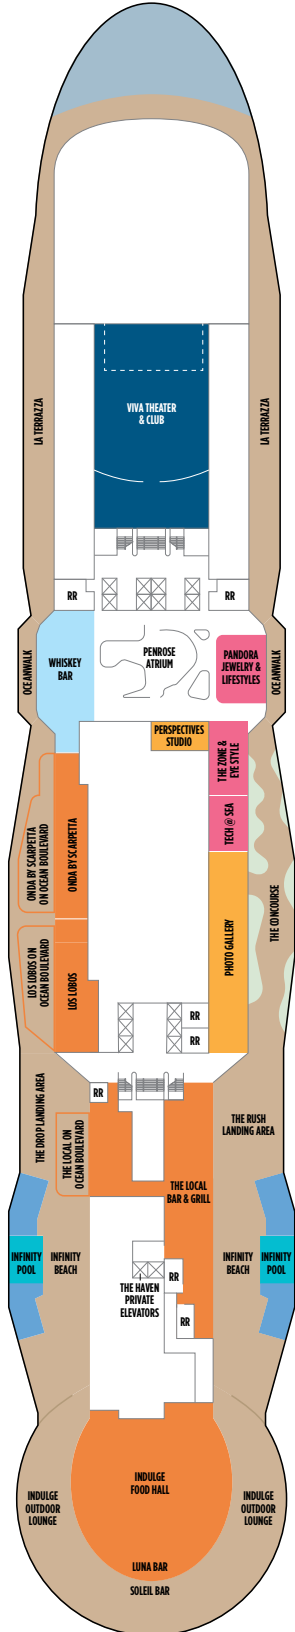 VIVA THEATER
& CLUB
LA TERRAZZA
LA TERRAZZA
RR
RR
OCEANWALK
WHISKEY
BAR
PENROSE
ATRIUM
PANDORA
JEWELRY &
LIFESTYLES
OCEANWALK
PERSPECTIVES
STUDIO
THE ZONE &
EYE STYLE
TECH @ SEA
ONDA BY SCARPETTA
ON OCEAN BOULEVARD
ONDA BY SCARPETTA
PHOTO GALLERY
THE CONCOURSE
LOS LOBOS ON
OCEAN BOULEVARD
LOS LOBOS
RR
RR
THE DROP LANDING AREA
RR
THE LOCAL ON
OCEAN BOULEVARD
THE RUSH
LANDING AREA
THE LOCAL
BAR & GRILL
INFINITY
POOL
INFINITY
BEACH
INFINITY
BEACH
INFINITY
POOL
RR
THE HAVEN
PRIVATE
ELEVATORS
RR
INDULGE
FOOD HALL
INDULGE
OUTDOOR
LOUNGE
INDULGE
OUTDOOR
LOUNGE
LUNA BAR
SOLEIL BAR